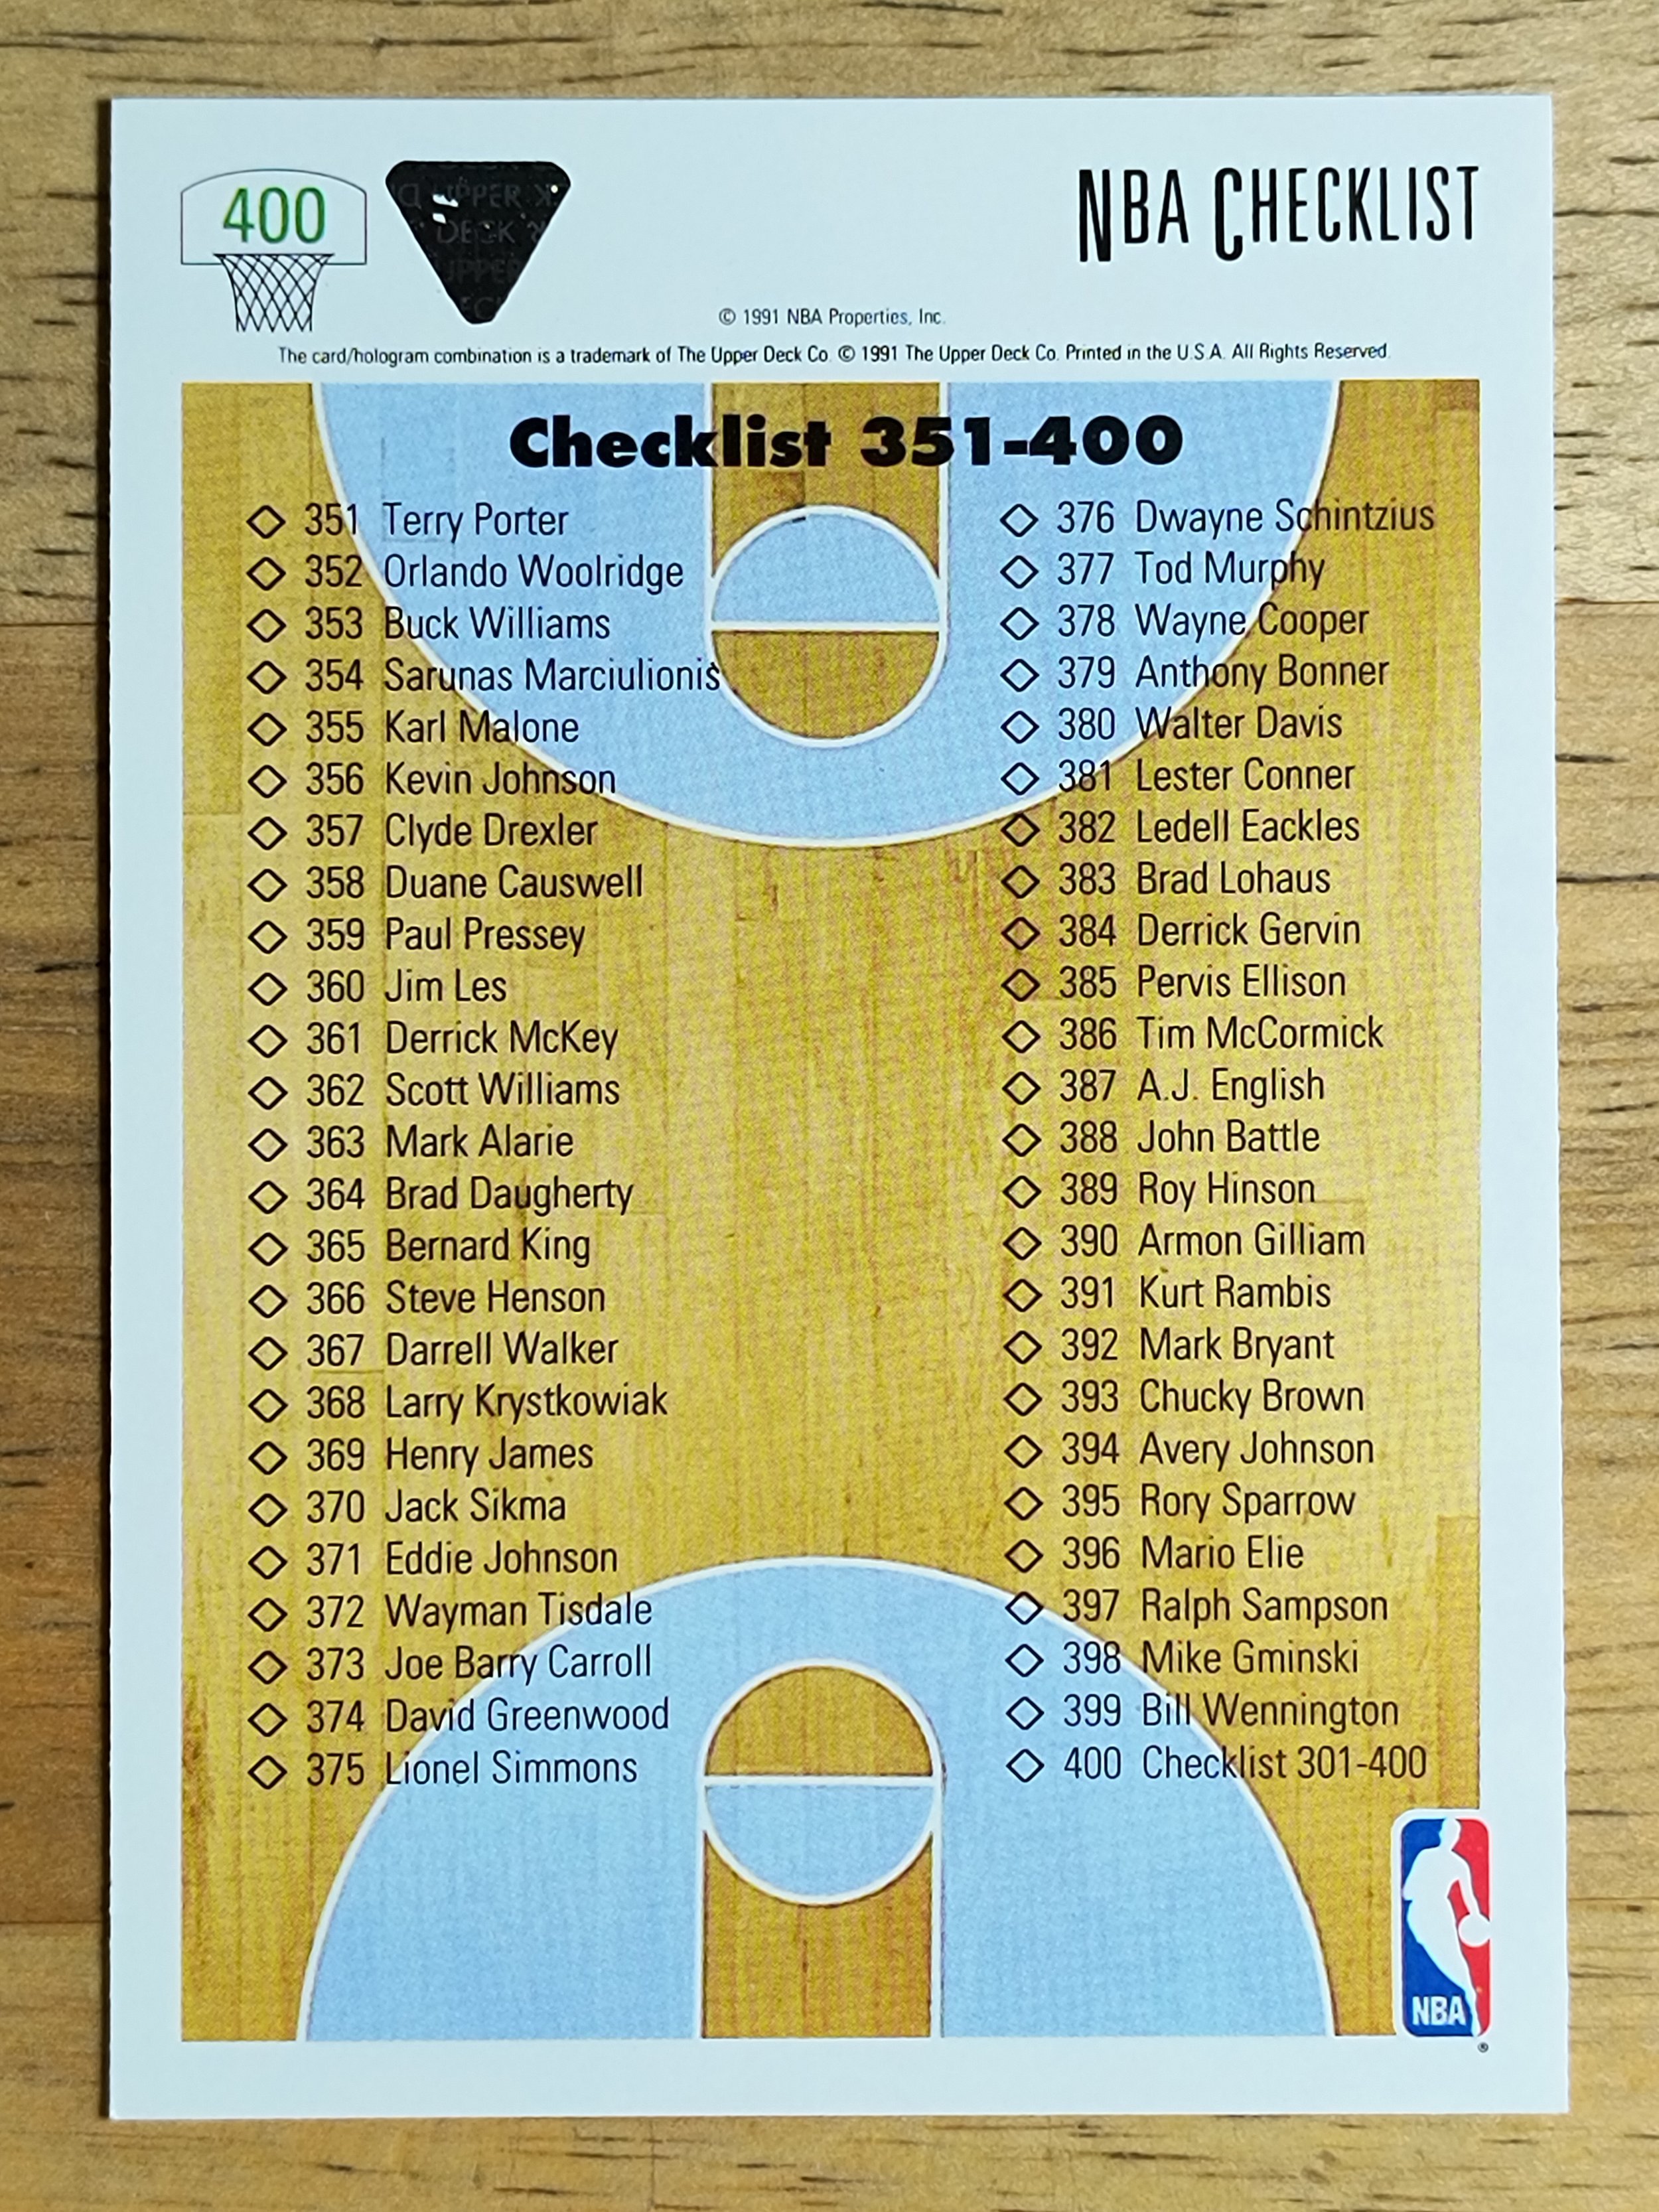 400
UPPER
DECK
UPPER
NBA CHECKLIST
© 1991 NBA Properties, Inc.
The card/hologram combination is a trademark of The Upper Deck Co. © 1991 The Upper Deck Co. Printed in the U.S.A. All Rights Reserved.
Checklist 351-400
351 Terry Porter
352 Orlando Woolridge
353 Buck Williams
354 Sarunas Marciulionis
355 Karl Malone
356 Kevin Johnson
357 Clyde Drexler
358 Duane Causwell
359 Paul Pressey
360 Jim Les
361 Derrick McKey
362 Scott Williams
363 Mark Alarie
364 Brad Daugherty
365 Bernard King
366 Steve Henson
367 Darrell Walker
368 Larry Krystkowiak
369 Henry James
370 Jack Sikma
371 Eddie Johnson
372 Wayman Tisdale
373 Joe Barry Carroll
374 David Greenwood
375 Lionel Simmons
376 Dwayne Schintzius
377 Tod Murphy
378 Wayne Cooper
379 Anthony Bonner
380 Walter Davis
381 Lester Conner
382 Ledell Eackles
383 Brad Lohaus
384 Derrick Gervin
385 Pervis Ellison
386 Tim McCormick
387 A.J. English
388 John Battle
389 Roy Hinson
390 Armon Gilliam
391 Kurt Rambis
392 Mark Bryant
393 Chucky Brown
394 Avery Johnson
395 Rory Sparrow
396 Mario Elie
397 Ralph Sampson
398 Mike Gminski
399 Bill Wennington
400 Checklist 301-400
NBA
®